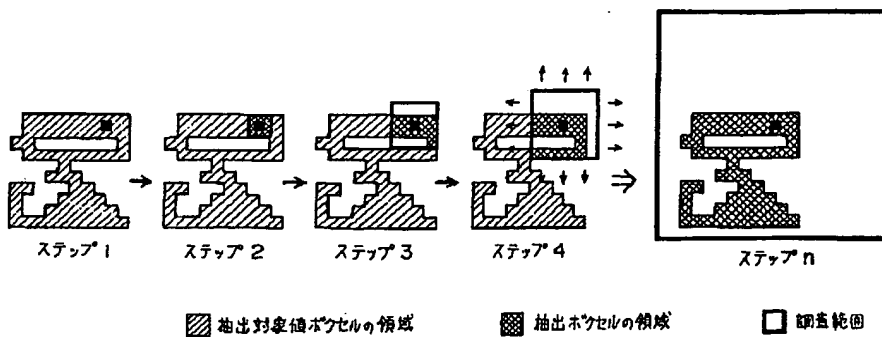 ステップ 1
ステップ 2
ステップ 3
ステップ 4
ステップ n
抽出対象値ボクセルの領域
抽出ボクセルの領域
調査範囲